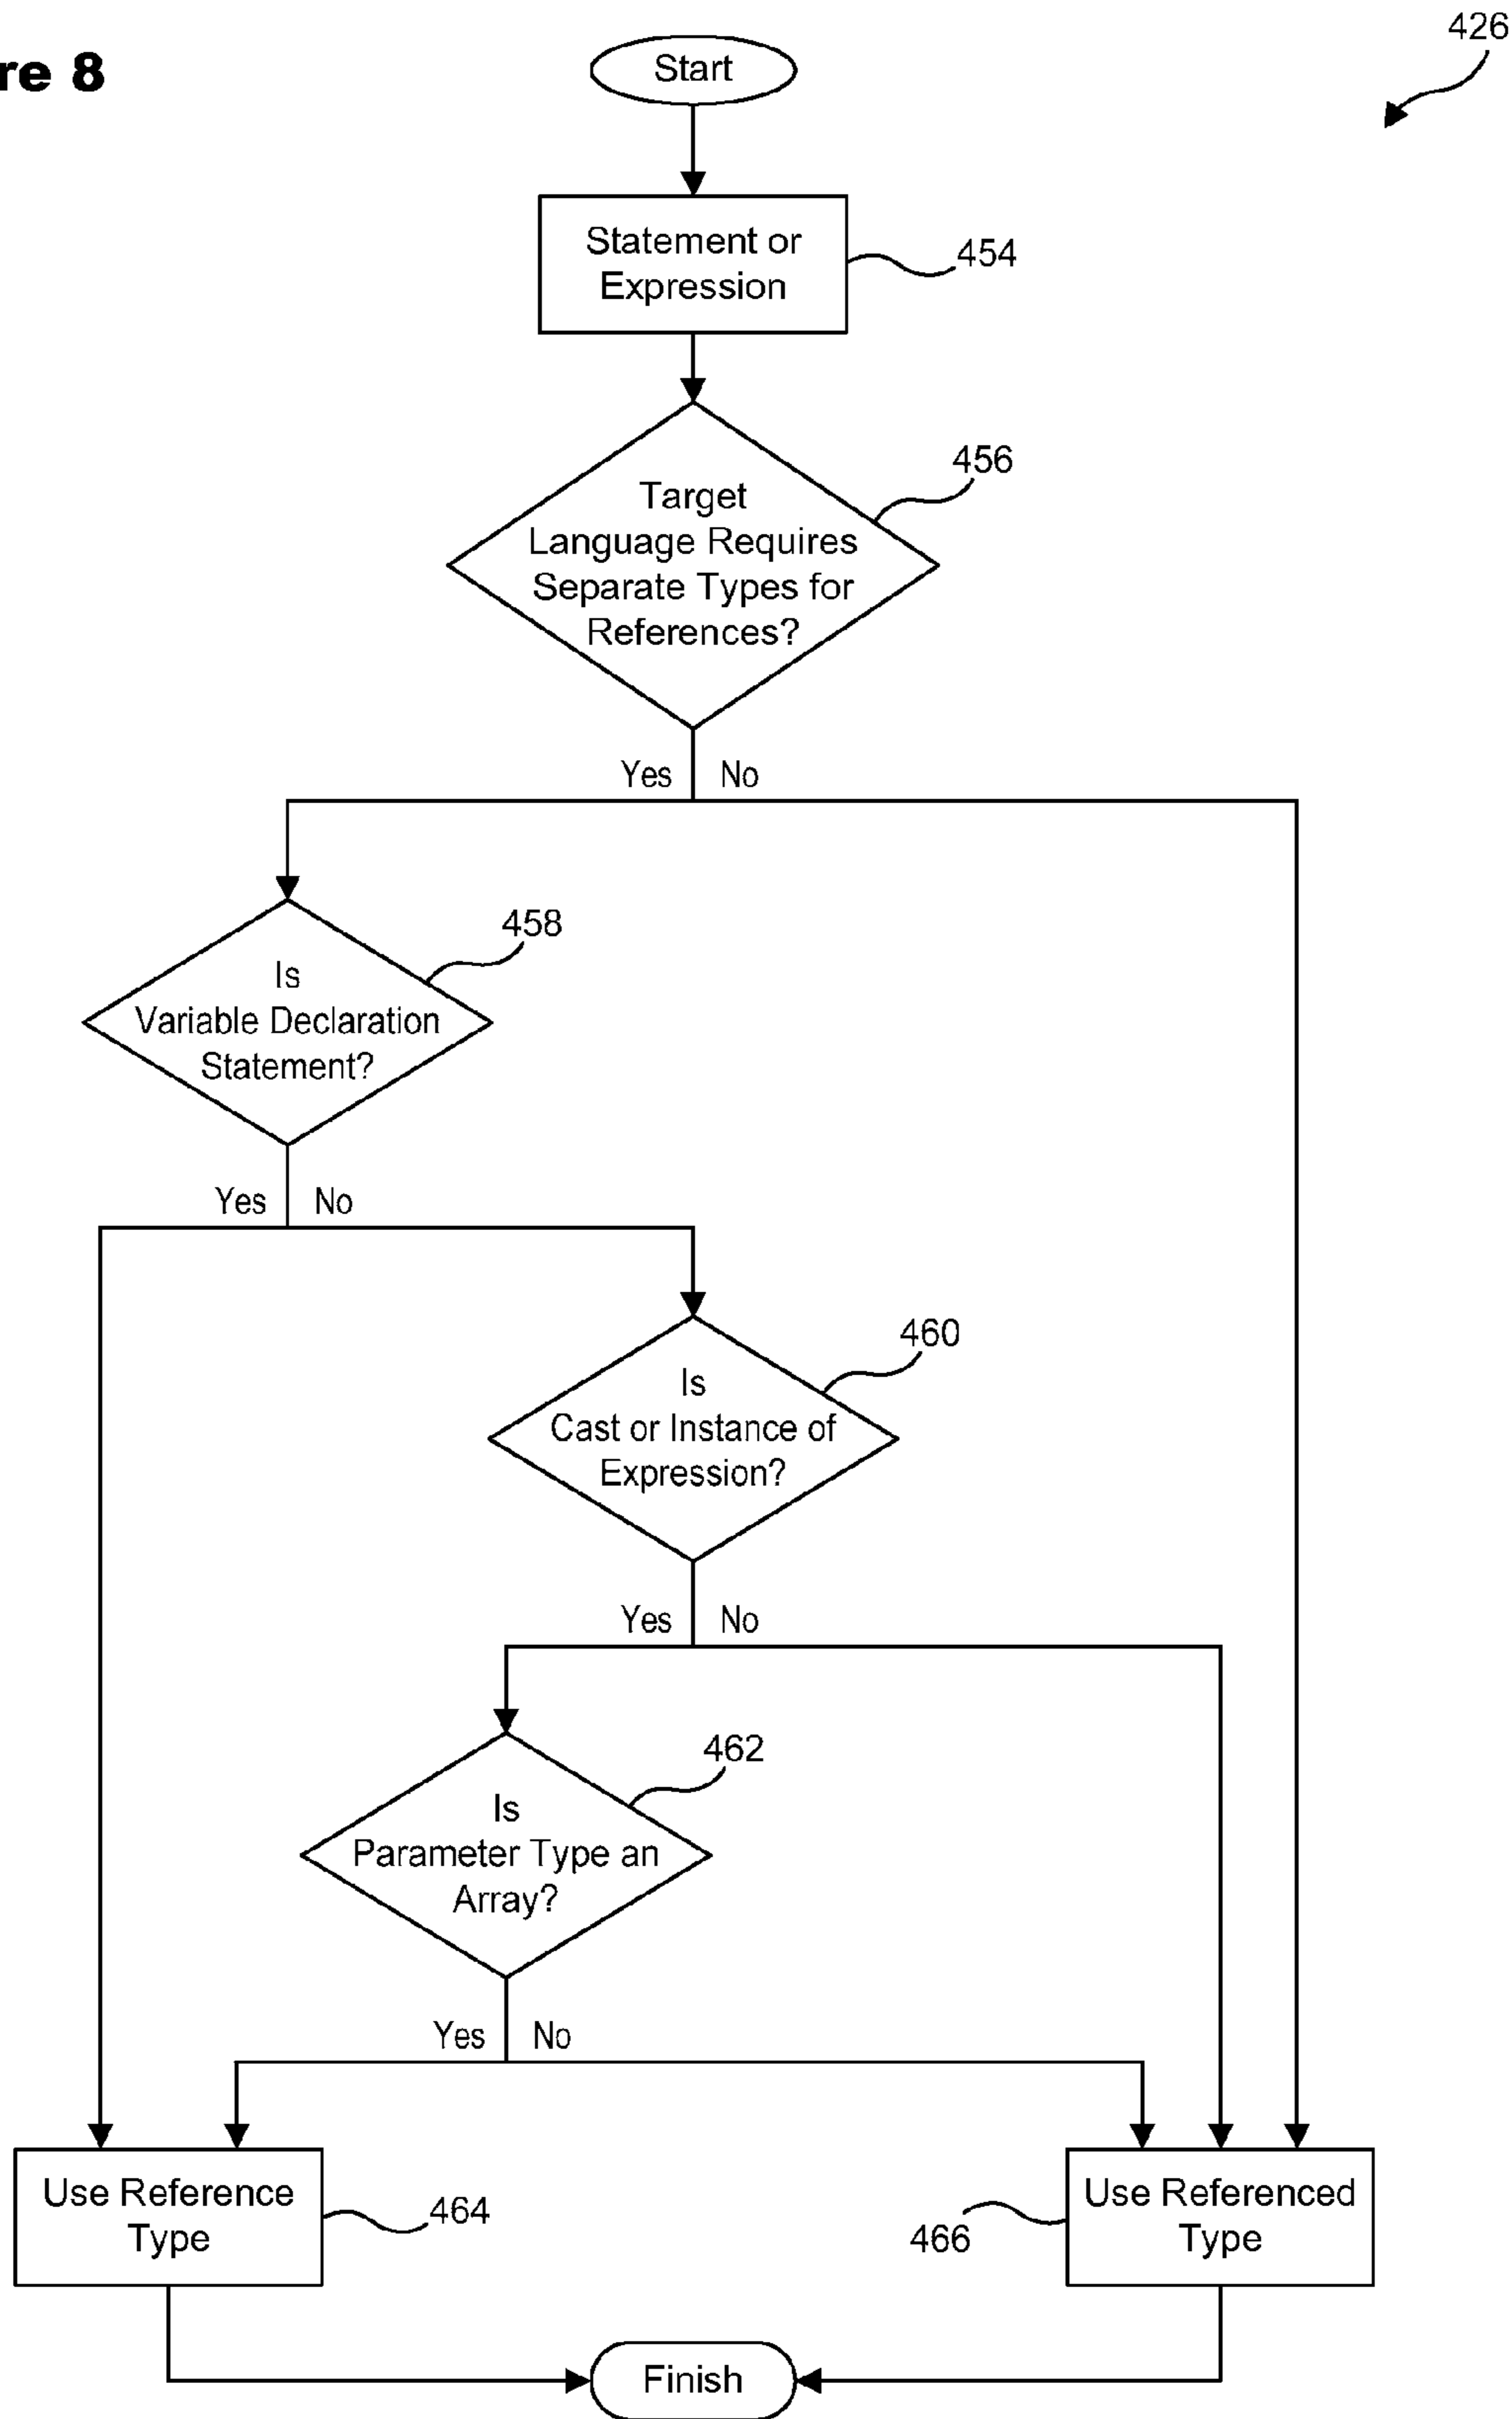 re 8
426
Start
Statement or
Expression
454
456
Target
Language Requires
Separate Types for
References?
Yes No
458
Is
Variable Declaration
Statement?
Yes No
460
Is
Cast or Instance of
Expression?
Yes No
462
Is
Parameter Type an
Array?
Yes No
Use Reference
Type
464
466
Use Referenced
Type
Finish